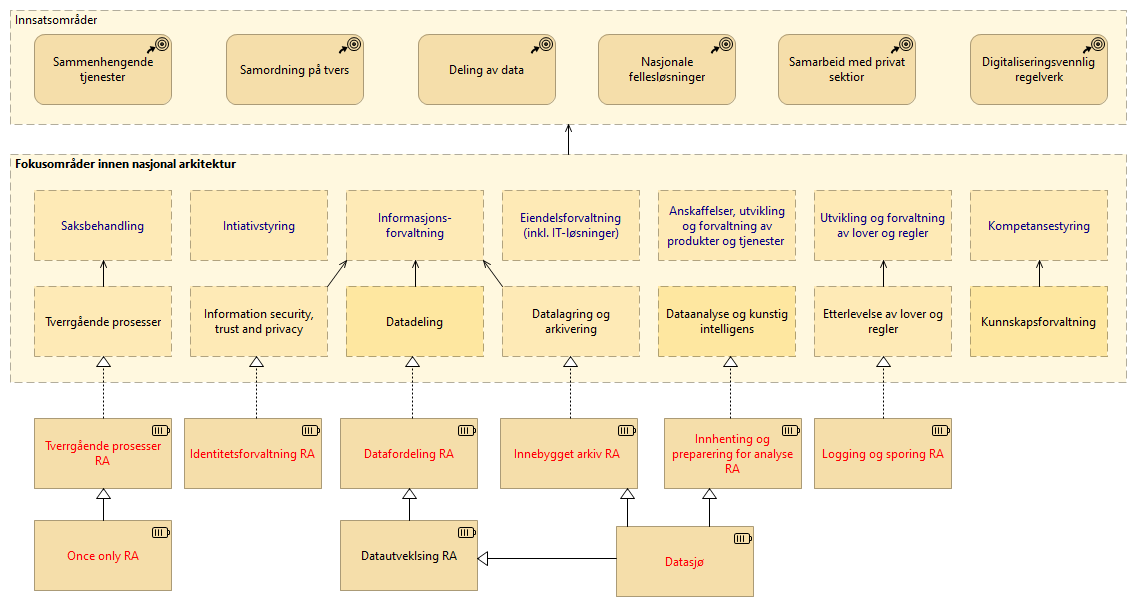 Innsatsområder
Sammenhengende
tjenester
Samordning på tvers
Deling av data
Nasjonale
fellesløsninger
Samarbeid med privat
sektior
Digitaliseringsvennlig
regelverk
Fokusområder innen nasjonal arkitektur
Saksbehandling
Intiativstyring
Informasjons-
forvaltning
Eiendelsforvaltning
(inkl. IT-løsninger)
Anskaffelser, utvikling
og forvaltning av
produkter og tjenester
Utvikling og forvaltning
av lover og regler
Kompetansestyring
Tverrgående prosesser
Information security,
trust and privacy
Datadeling
Datalagring og
arkivering
Dataanalyse og kunstig
intelligens
Etterlevelse av lover og
regler
Kunnskapsforvaltning
Tverrgående prosesser
RA
Identitetsforvaltning RA
Datafordeling RA
Innebygget arkiv RA
Innhenting og
preparering for analyse
RA
Logging og sporing RA
Once only RA
Datautveklsing RA
Datasjø